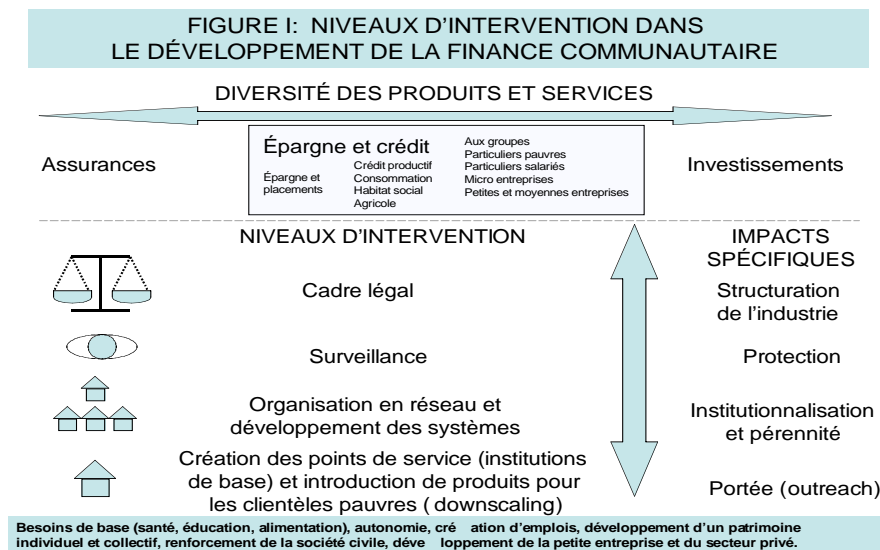 FIGURE I: NIVEAUX D'INTERVENTION DANS
LE DÉVELOPPEMENT DE LA FINANCE COMMUNAUTAIRE
DIVERSITÉ DES PRODUITS ET SERVICES
Assurances
Épargne et crédit
Épargne et
placements
Crédit productif
Consommation
Habitat social
Agricole
Aux groupes
Particuliers pauvres
Particuliers salariés
Micro entreprises
Petites et moyennes entreprises
Investissements
NIVEAUX D'INTERVENTION
IMPACTS
SPÉCIFIQUES
Cadre légal
Structuration
de l'industrie
Surveillance
Protection
Organisation en réseau et
développement des systèmes
Institutionnalisation
et pérennité
Création des points de service (institutions
de base) et introduction de produits pour
les clientèles pauvres ( downscaling)
Portée (outreach)
Besoins de base (santé, éducation, alimentation), autonomie, cré ation d'emplois, développement d'un patrimoine
individuel et collectif, renforcement de la société civile, déve loppement de la petite entreprise et du secteur privé.